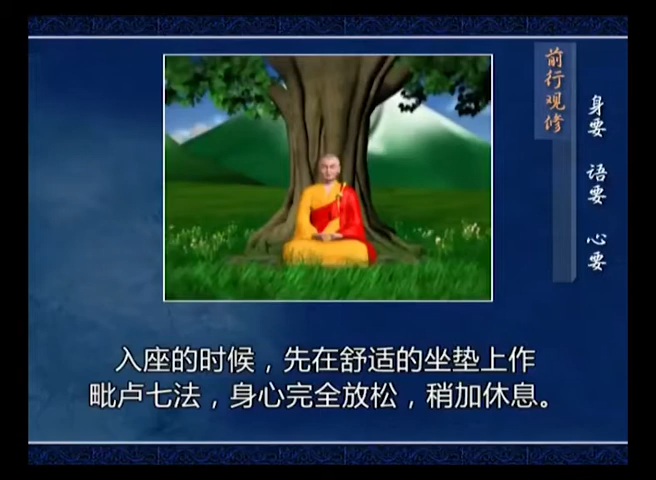 前行观修
身要 语要 心要
入座的时候，先在舒适的坐垫上作
毗卢七法，身心完全放松，稍加休息。